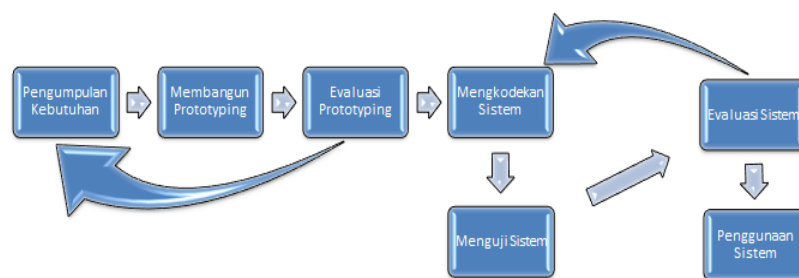 Pengumpulan
Kebutuhan
Membangun
Prototyping
Evaluasi
Prototyping
Mengkodekan
Sistem
Evaluasi Sistem
Menguji Sistem
Penggunaan
Sistem